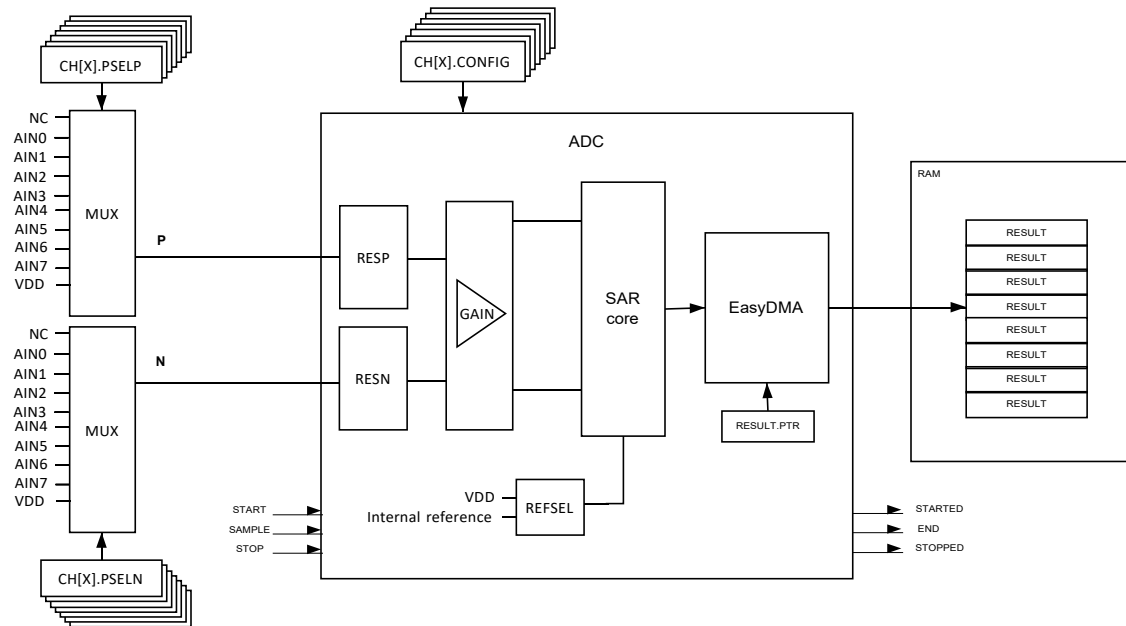 CH[X].PSELP
CH[X].CONFIG
NC
AIN0
AIN1
AIN2
AIN3
AIN4
AIN5
AIN6
AIN7
VDD
MUX
P
ADC
RESP
GAIN
SAR
core
EasyDMA
RAM
RESULT
RESULT
RESULT
RESULT
RESULT
RESULT
RESULT
RESULT
NC
AIN0
AIN1
AIN2
AIN3
AIN4
AIN5
AIN6
AIN7
VDD
MUX
N
RESN
RESULT.PTR
VDD
Internal reference
REFSEL
START
SAMPLE
STOP
STARTED
END
STOPPED
CH[X].PSELN